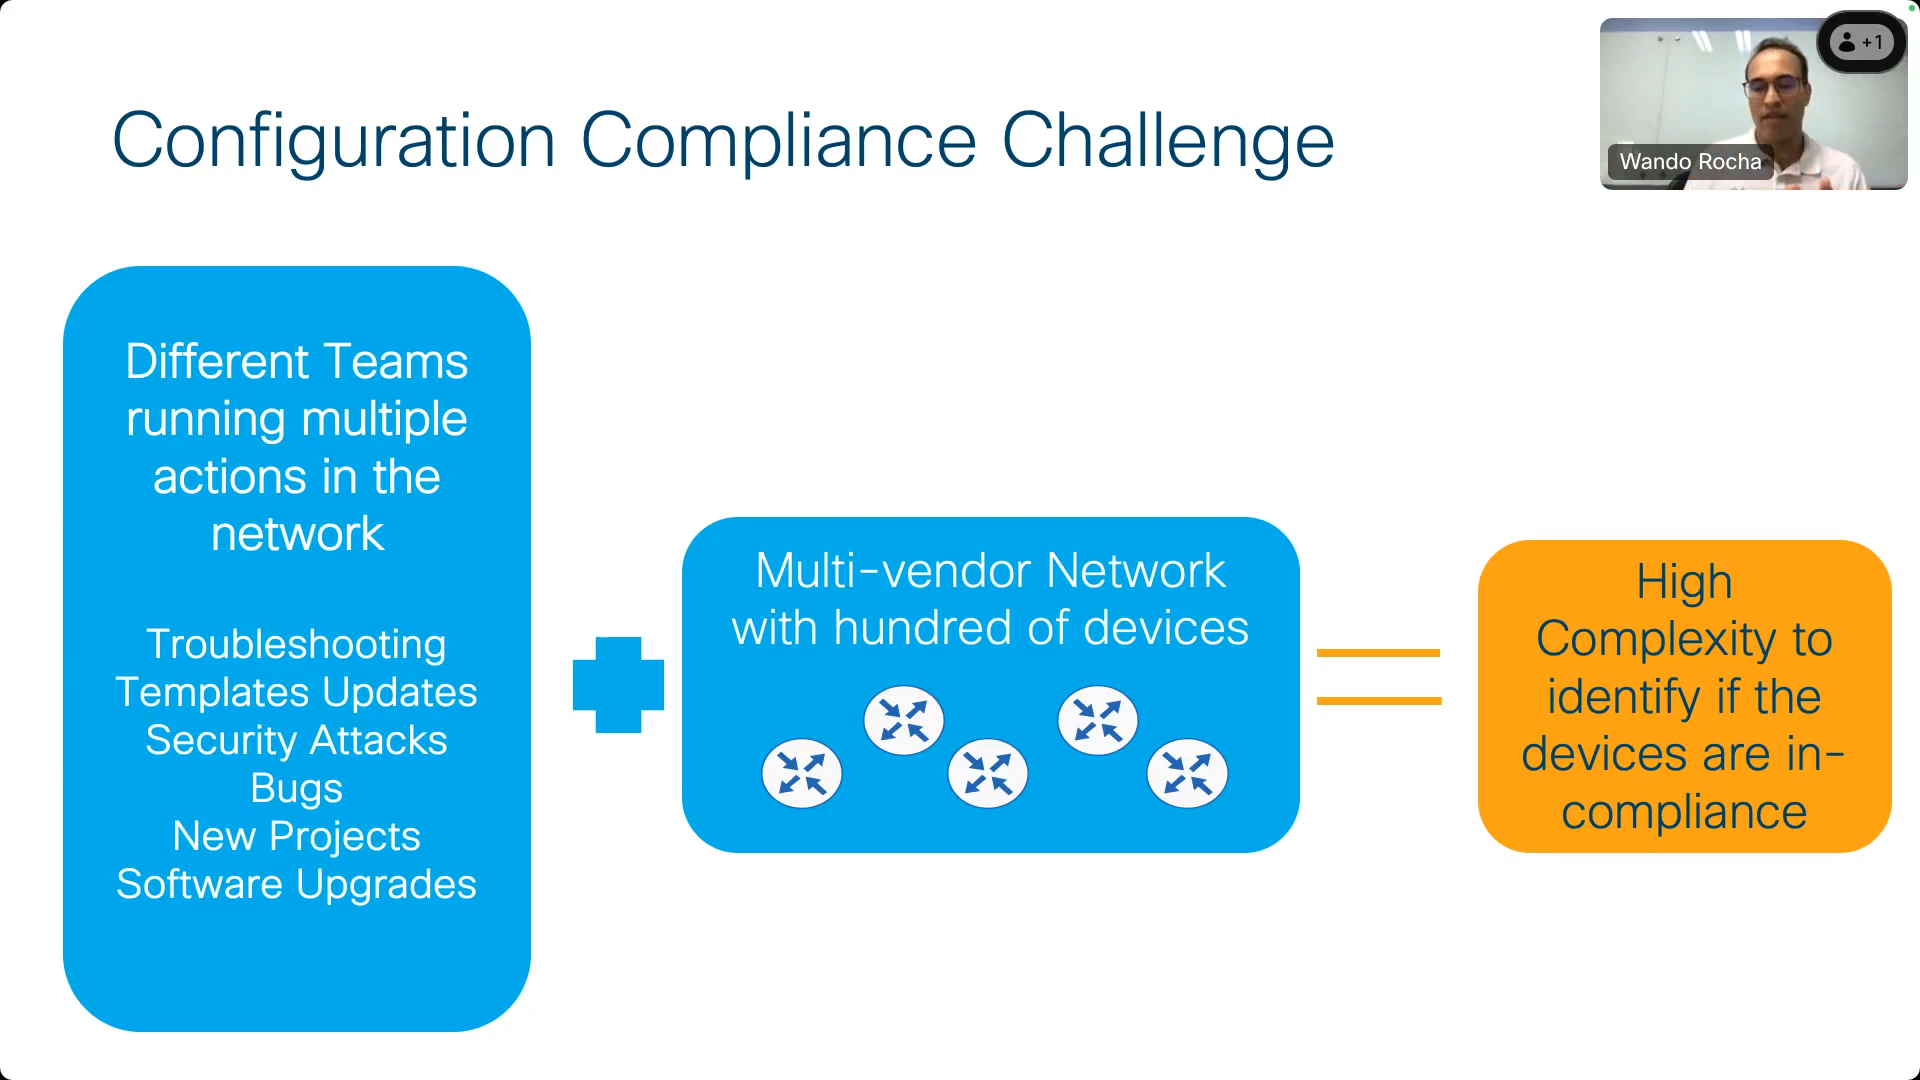 Configuration Compliance Challenge
+1
Wando Rocha
Different Teams
running multiple
actions in the
network
Troubleshooting
Templates Updates
Security Attacks
Bugs
New Projects
Software Upgrades
Multi-vendor Network
with hundred of devices
High
Complexity to
identify if the
devices are in-
compliance